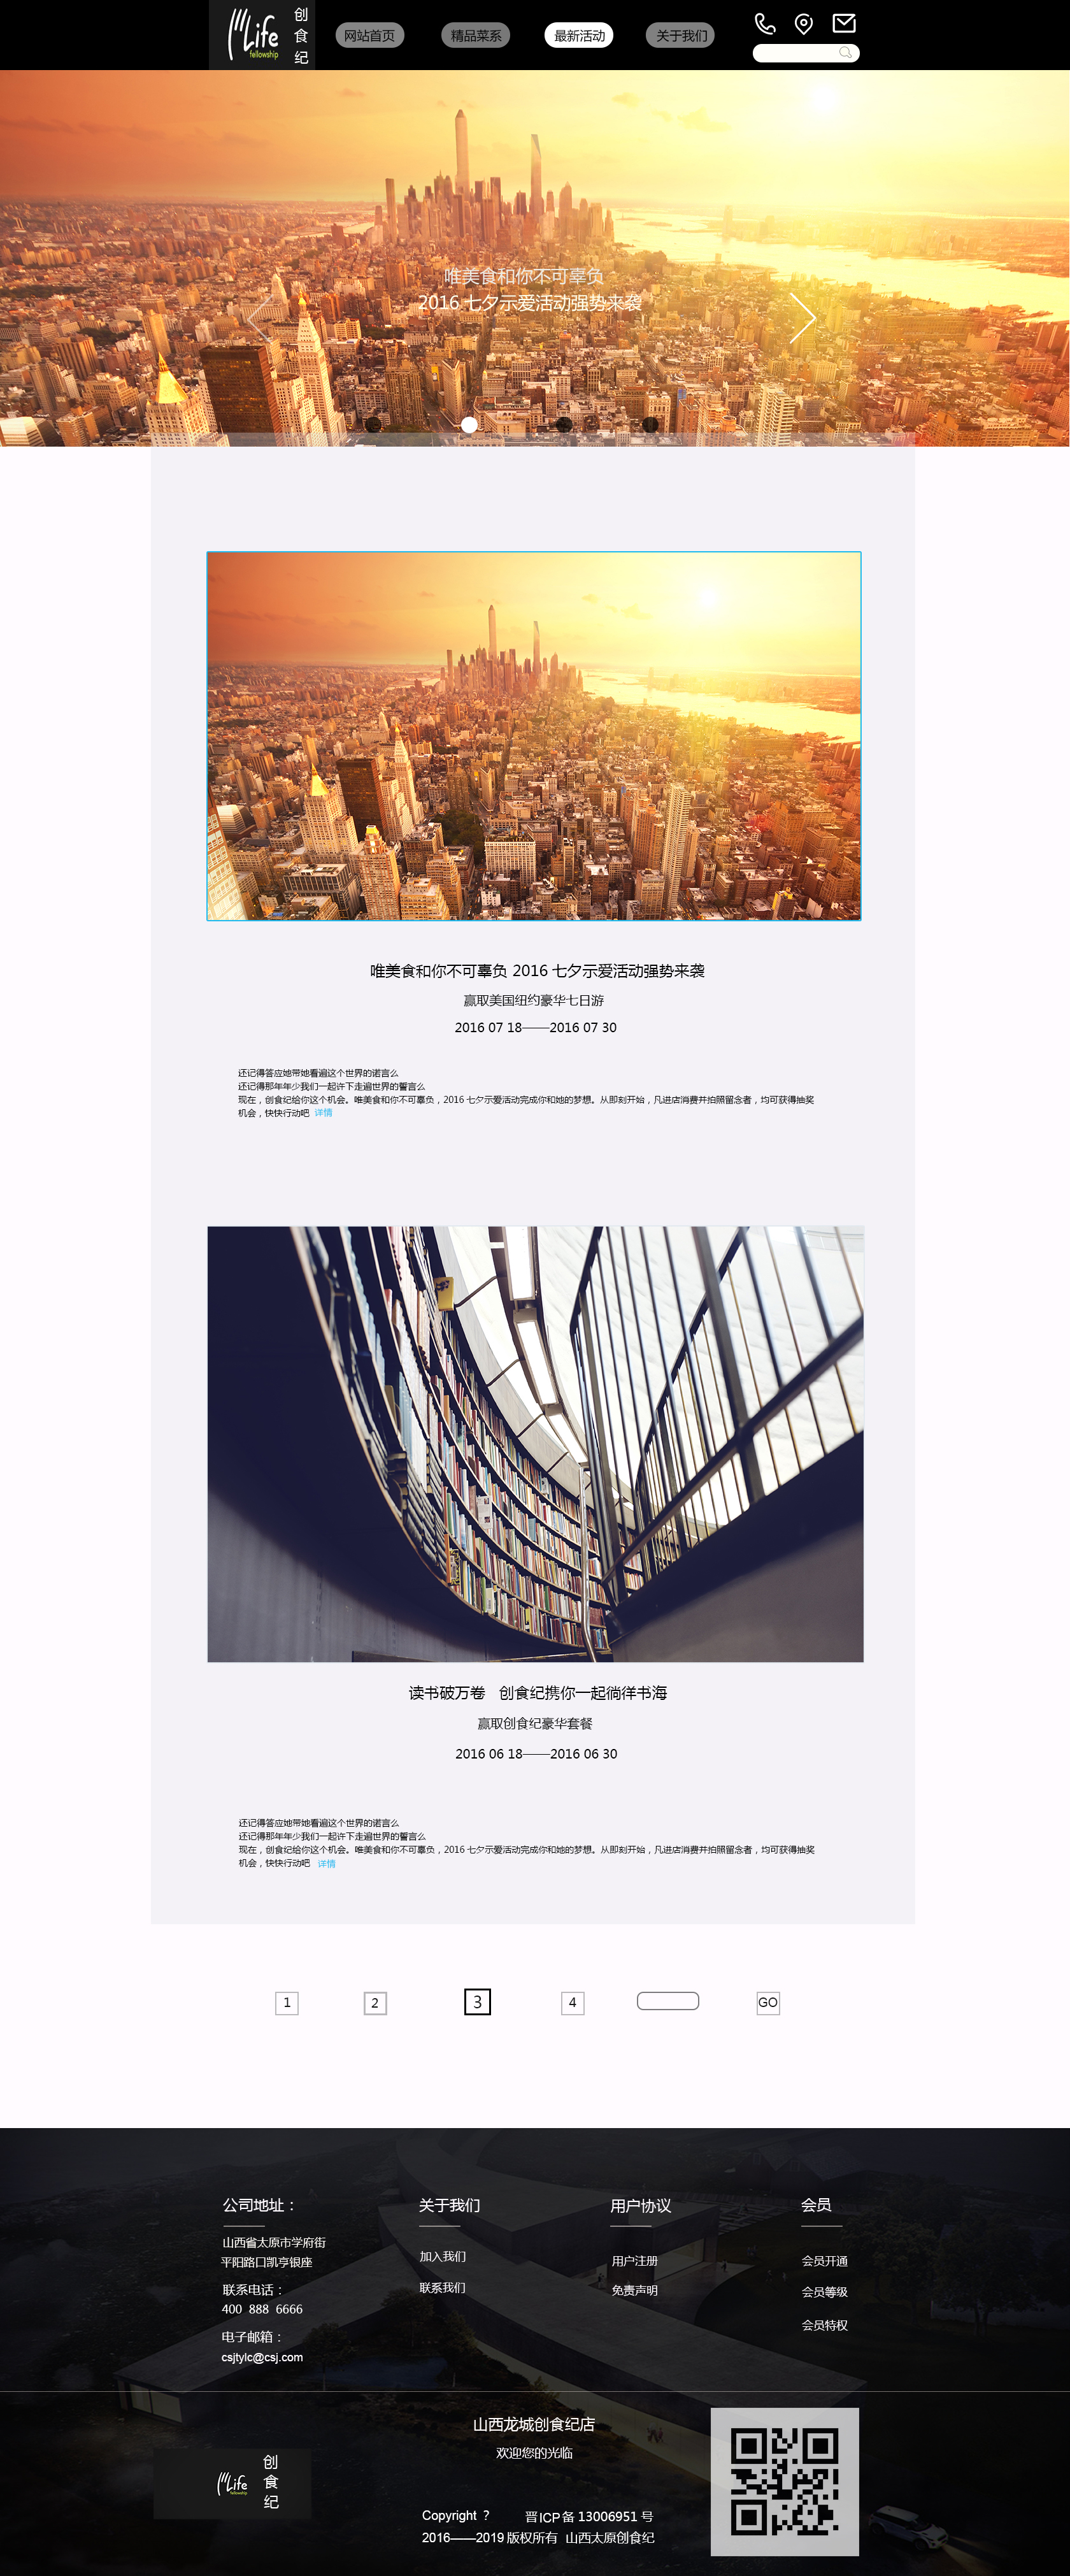 Life
fellowship
创食纪
网站首页
精品菜系
最新活动
关于我们
唯美食和你不可辜负
2016 七夕示爱活动强势来袭
唯美食和你不可辜负 2016 七夕示爱活动强势来袭
赢取美国纽约豪华七日游
2016 07 18——2016 07 30
还记得答应她带她看遍这个世界的诺言么
还记得那年年少我们一起许下走遍世界的誓言么
现在，创食纪给你这个机会。唯美食和你不可辜负，2016 七夕示爱活动完成你和她的梦想。从即刻开始，凡进店消费并拍照留念者，均可获得抽奖
机会，快快行动吧 详情
读书破万卷 创食纪携你一起徜徉书海
赢取创食纪豪华套餐
2016 06 18——2016 06 30
还记得答应她带她看遍这个世界的诺言么
还记得那年年少我们一起许下走遍世界的誓言么
现在，创食纪给你这个机会。唯美食和你不可辜负，2016 七夕示爱活动完成你和她的梦想。从即刻开始，凡进店消费并拍照留念者，均可获得抽奖
机会，快快行动吧 详情
1
2
3
4
GO
公司地址：
山西省太原市学府街
平阳路口凯亨银座
联系电话：
400 888 6666
电子邮箱：
csjtylc@csj.com
关于我们
加入我们
联系我们
用户协议
用户注册
免责声明
会员
会员开通
会员等级
会员特权
Life
创食纪
山西龙城创食纪店
欢迎您的光临
Copyright ? 晋ICP备 13006951 号
2016——2019 版权所有 山西太原创食纪